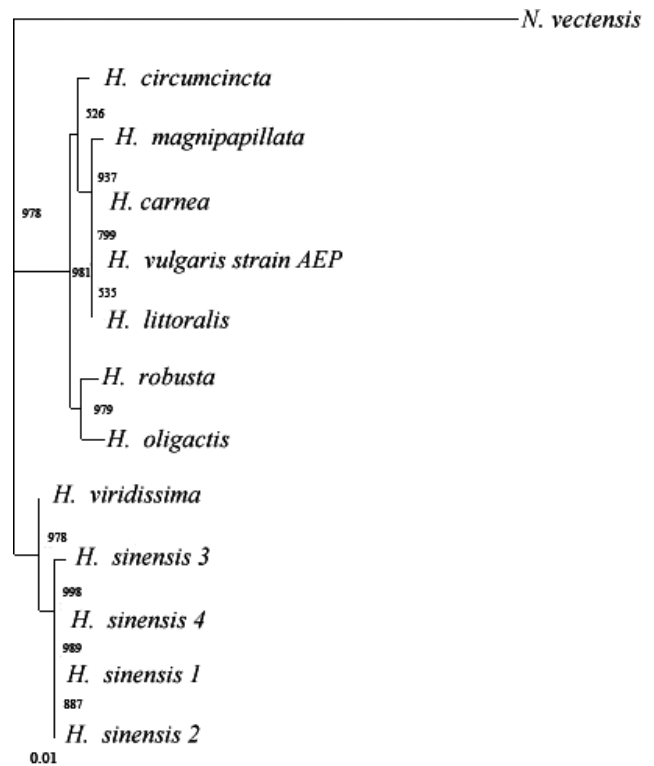 N. vectensis
H. circumcincta
526
H. magnipapillata
937
H. carnea
978
799
H. vulgaris strain AEP
981
535
H. littoralis
H. robusta
979
H. oligactis
H. viridissima
978
H. sinensis 3
998
H. sinensis 4
989
H. sinensis 1
887
H. sinensis 2
0.01